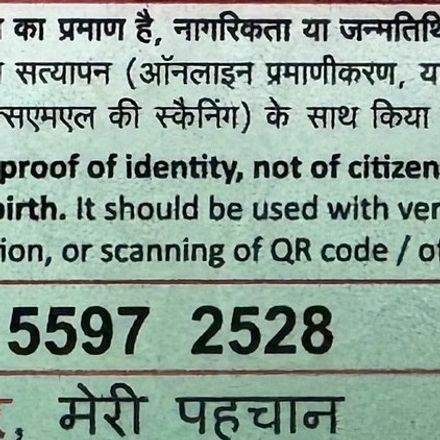 का प्रमाण है, नागरिकता या जन्मतिथि
सत्यापन (ऑनलाइन प्रमाणीकरण, य
एमएल की स्कैनिंग) के साथ किया
proof of identity, not of citizen
birth. It should be used with ver
ion, or scanning of QR code / o
5597 2528
, मेरी पहचान